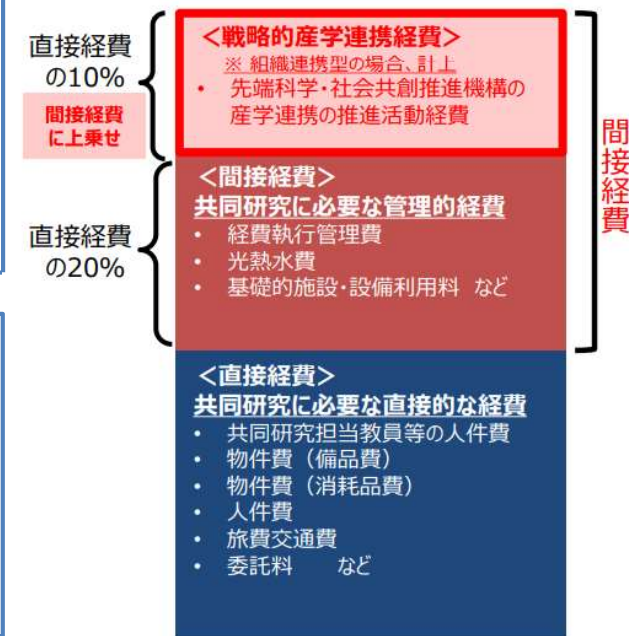 直接経費
の10%
間接経費
に上乗せ
＜戦略的産学連携経費＞
※ 組織連携型の場合、計上
• 先端科学・社会共創推進機構の
産学連携の推進活動経費
間接経費
直接経費
の20%
＜間接経費＞
共同研究に必要な管理的経費
• 経費執行管理費
• 光熱水費
• 基礎的施設・設備利用料 など
＜直接経費＞
共同研究に必要な直接的な経費
• 共同研究担当教員等の人件費
• 物件費（備品費）
• 物件費（消耗品費）
• 人件費
• 旅費交通費
• 委託料 など